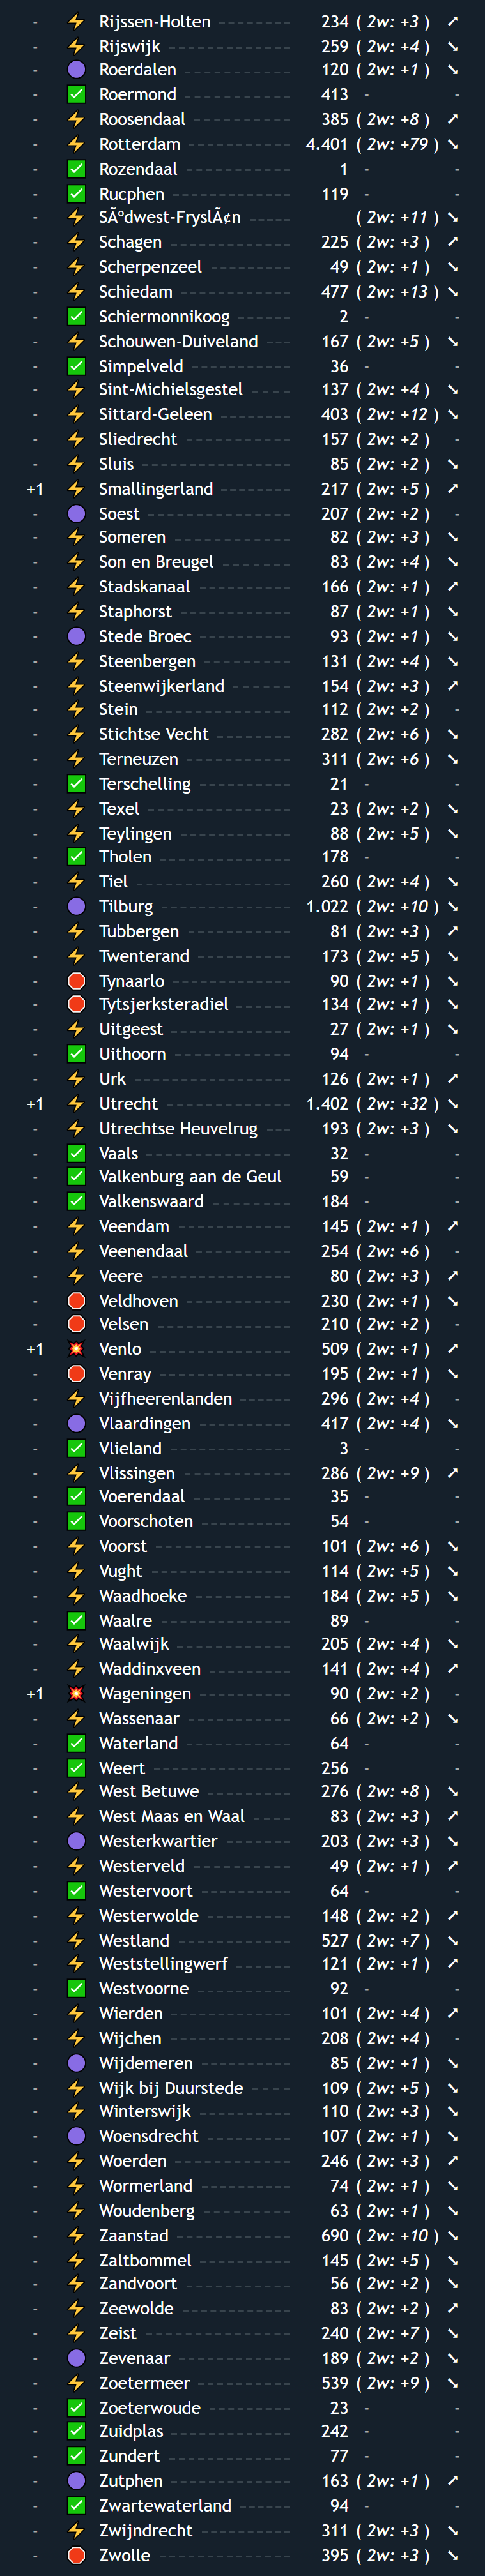 - ⚡ Rijssen-Holten 234 ( 2w: +3 ) ➚
- ⚡ Rijswijk 259 ( 2w: +4 ) ➘
- 🟣 Roerdalen 120 ( 2w: +1 ) ➘
- ✅ Roermond 413 - -
- ⚡ Roosendaal 385 ( 2w: +8 ) ➚
- ⚡ Rotterdam 4.401 ( 2w: +79 ) ➘
- ✅ Rozendaal 1 - -
- ✅ Rucphen 119 - -
- ⚡ SÃºdwest-FryslÃ¢n ( 2w: +11 ) ➘
- ⚡ Schagen 225 ( 2w: +3 ) ➚
- ⚡ Scherpenzeel 49 ( 2w: +1 ) ➘
- ⚡ Schiedam 477 ( 2w: +13 ) ➘
- ✅ Schiermonnikoog 2 - -
- ⚡ Schouwen-Duiveland 167 ( 2w: +5 ) ➘
- ✅ Simpelveld 36 - -
- ⚡ Sint-Michielsgestel 137 ( 2w: +4 ) ➘
- ⚡ Sittard-Geleen 403 ( 2w: +12 ) ➘
- ⚡ Sliedrecht 157 ( 2w: +2 ) -
- ⚡ Sluis 85 ( 2w: +2 ) ➘
+1 ⚡ Smallingerland 217 ( 2w: +5 ) ➚
- 🟣 Soest 207 ( 2w: +2 ) -
- ⚡ Someren 82 ( 2w: +3 ) ➘
- ⚡ Son en Breugel 83 ( 2w: +4 ) ➘
- ⚡ Stadskanaal 166 ( 2w: +1 ) ➚
- ⚡ Staphorst 87 ( 2w: +1 ) ➘
- 🟣 Stede Broec 93 ( 2w: +1 ) ➘
- ⚡ Steenbergen 131 ( 2w: +4 ) ➘
- ⚡ Steenwijkerland 154 ( 2w: +3 ) ➚
- ⚡ Stein 112 ( 2w: +2 ) -
- ⚡ Stichtse Vecht 282 ( 2w: +6 ) ➘
- ⚡ Terneuzen 311 ( 2w: +6 ) ➘
- ✅ Terschelling 21 - -
- ⚡ Texel 23 ( 2w: +2 ) ➘
- ⚡ Teylingen 88 ( 2w: +5 ) ➘
- ✅ Tholen 178 - -
- ⚡ Tiel 260 ( 2w: +4 ) ➘
- 🟣 Tilburg 1.022 ( 2w: +10 ) ➘
- ⚡ Tubbergen 81 ( 2w: +3 ) ➚
- ⚡ Twenterand 173 ( 2w: +5 ) ➘
- 🛑 Tynaarlo 90 ( 2w: +1 ) ➘
- 🛑 Tytsjerksteradiel 134 ( 2w: +1 ) ➘
- ⚡ Uitgeest 27 ( 2w: +1 ) ➘
- ✅ Uithoorn 94 - -
- ⚡ Urk 126 ( 2w: +1 ) ➚
+1 ⚡ Utrecht 1.402 ( 2w: +32 ) ➘
- ⚡ Utrechtse Heuvelrug 193 ( 2w: +3 ) ➘
- ✅ Vaals 32 - -
- ✅ Valkenburg aan de Geul 59 - -
- ✅ Valkenswaard 184 - -
- ⚡ Veendam 145 ( 2w: +1 ) ➚
- ⚡ Veenendaal 254 ( 2w: +6 ) -
- ⚡ Veere 80 ( 2w: +3 ) ➚
- 🛑 Veldhoven 230 ( 2w: +1 ) ➘
- 🛑 Velsen 210 ( 2w: +2 ) -
+1 💥 Venlo 509 ( 2w: +1 ) ➚
- 🛑 Venray 195 ( 2w: +1 ) ➘
- ⚡ Vijfheerenlanden 296 ( 2w: +4 ) -
- 🟣 Vlaardingen 417 ( 2w: +4 ) ➘
- ✅ Vlieland 3 - -
- ⚡ Vlissingen 286 ( 2w: +9 ) ➚
- ✅ Voerendaal 35 - -
- ✅ Voorschoten 54 - -
- ⚡ Voorst 101 ( 2w: +6 ) ➘
- ⚡ Vught 114 ( 2w: +5 ) ➘
- ⚡ Waadhoeke 184 ( 2w: +5 ) ➘
- ✅ Waalre 89 - -
- ⚡ Waalwijk 205 ( 2w: +4 ) ➘
- ⚡ Waddinxveen 141 ( 2w: +4 ) ➚
+1 💥 Wageningen 90 ( 2w: +2 ) -
- ⚡ Wassenaar 66 ( 2w: +2 ) ➘
- ✅ Waterland 64 - -
- ✅ Weert 256 - -
- ⚡ West Betuwe 276 ( 2w: +8 ) ➘
- ⚡ West Maas en Waal 83 ( 2w: +3 ) ➚
- 🟣 Westerkwartier 203 ( 2w: +3 ) ➘
- ⚡ Westerveld 49 ( 2w: +1 ) ➚
- ✅ Westervoort 64 - -
- ⚡ Westerwolde 148 ( 2w: +2 ) ➚
- ⚡ Westland 527 ( 2w: +7 ) ➘
- ⚡ Weststellingwerf 121 ( 2w: +1 ) ➚
- ✅ Westvoorne 92 - -
- ⚡ Wierden 101 ( 2w: +4 ) ➚
- ⚡ Wijchen 208 ( 2w: +4 ) -
- 🟣 Wijdemeren 85 ( 2w: +1 ) ➘
- ⚡ Wijk bij Duurstede 109 ( 2w: +5 ) ➘
- ⚡ Winterswijk 110 ( 2w: +3 ) ➘
- 🟣 Woensdrecht 107 ( 2w: +1 ) ➘
- ⚡ Woerden 246 ( 2w: +3 ) ➚
- ⚡ Wormerland 74 ( 2w: +1 ) ➘
- ⚡ Woudenberg 63 ( 2w: +1 ) ➘
- ⚡ Zaanstad 690 ( 2w: +10 ) ➘
- ⚡ Zaltbommel 145 ( 2w: +5 ) ➘
- ⚡ Zandvoort 56 ( 2w: +2 ) ➘
- ⚡ Zeewolde 83 ( 2w: +2 ) ➚
- ⚡ Zeist 240 ( 2w: +7 ) ➘
- 🟣 Zevenaar 189 ( 2w: +2 ) ➘
- ⚡ Zoetermeer 539 ( 2w: +9 ) ➘
- ✅ Zoeterwoude 23 - -
- ✅ Zuidplas 242 - -
- ✅ Zundert 77 - -
- 🟣 Zutphen 163 ( 2w: +1 ) ➚
- ✅ Zwartewaterland 94 - -
- ⚡ Zwijndrecht 311 ( 2w: +3 ) ➘
- 🛑 Zwolle 395 ( 2w: +3 ) ➘